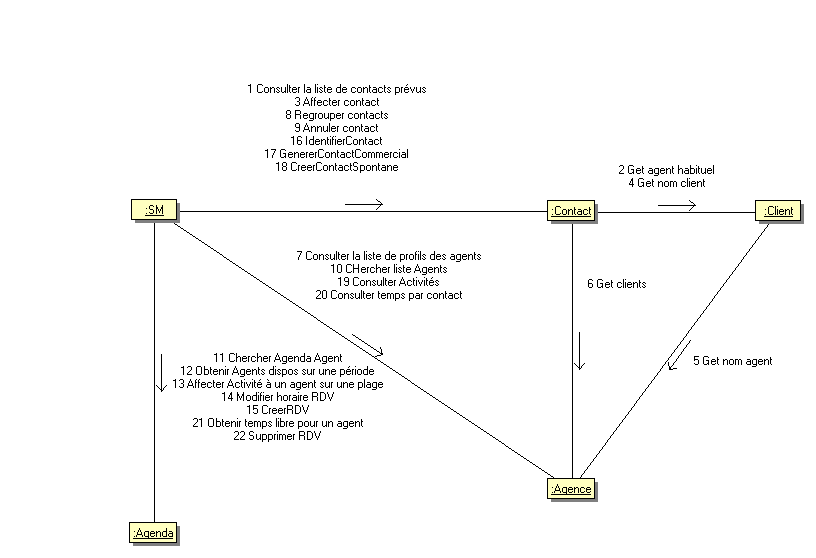 1 Consulter la liste de contacts prévus
3 Affecter contact
8 Regrouper contacts
9 Annuler contact
16 IdentifierContact
17 GenererContactCommercial
18 CreerContactSpontane
2 Get agent habituel
4 Get nom client
:SM
:Contact
:Client
7 Consulter la liste de profils des agents
10 CHercher liste Agents
19 Consulter Activités
20 Consulter temps par contact
6 Get clients
11 Chercher Agenda Agent
12 Obtenir Agents dispos sur une période
13 Affecter Activité à un agent sur une plage
14 Modifier horaire RDV
15 CreerRDV
21 Obtenir temps libre pour un agent
22 Supprimer RDV
5 Get nom agent
:Agence
:Agenda